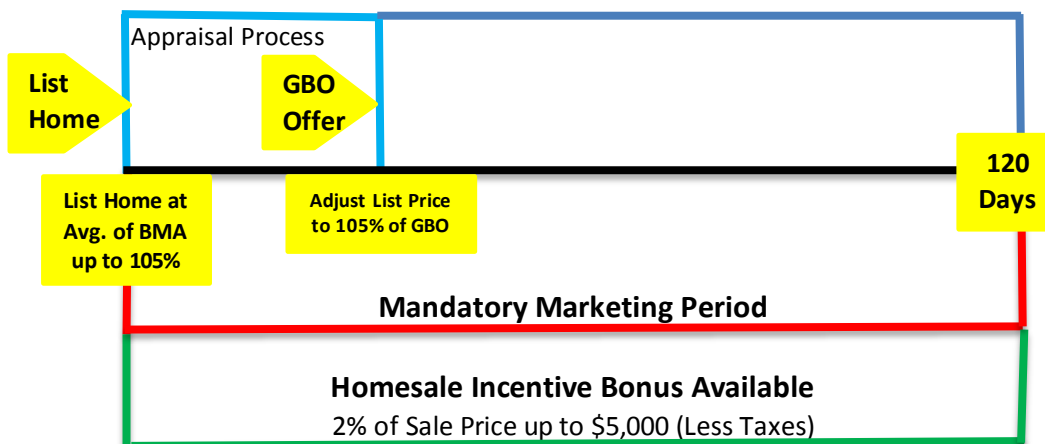 Appraisal Process
List
Home
GBO
Offer
120
Days
List Home at
Avg. of BMA
up to 105%
Adjust List Price
to 105% of GBO
Mandatory Marketing Period
Homesale Incentive Bonus Available
2% of Sale Price up to $5,000 (Less Taxes)